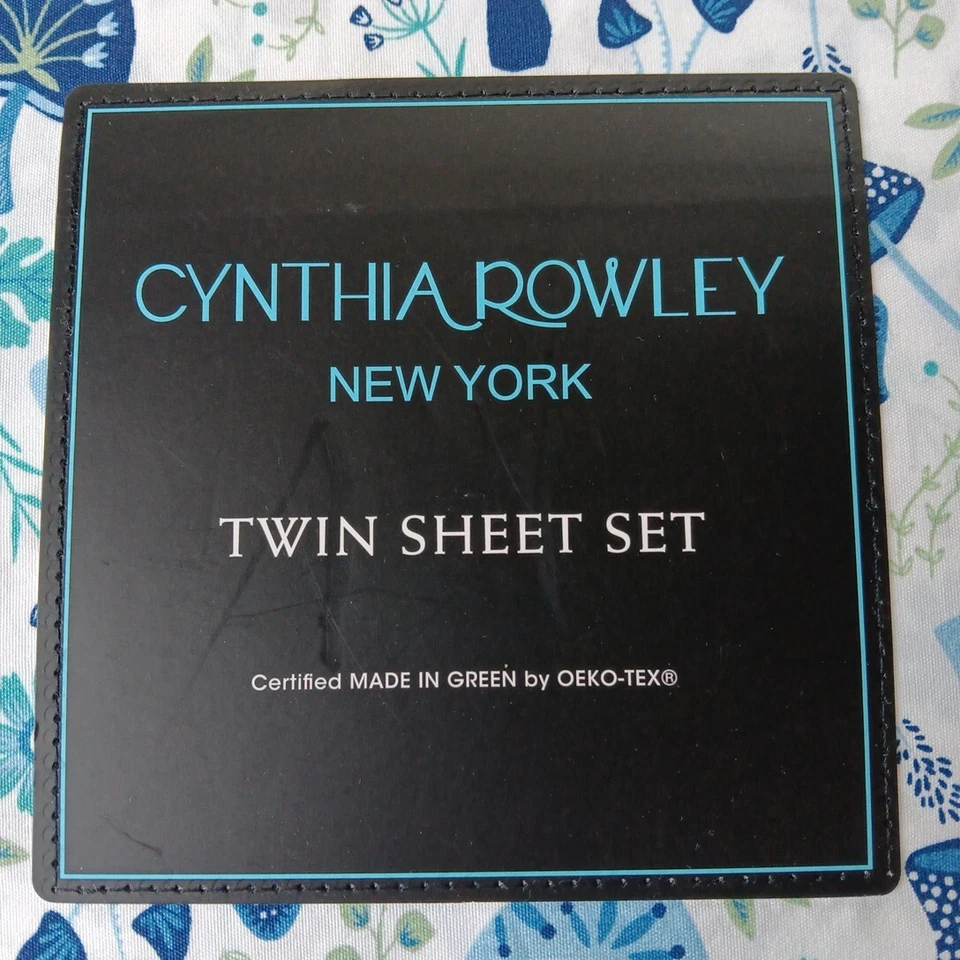 CYNTHIA ROWLEY
NEW YORK
TWIN SHEET SET
Certified MADE IN GREEN by OEKO-TEX®